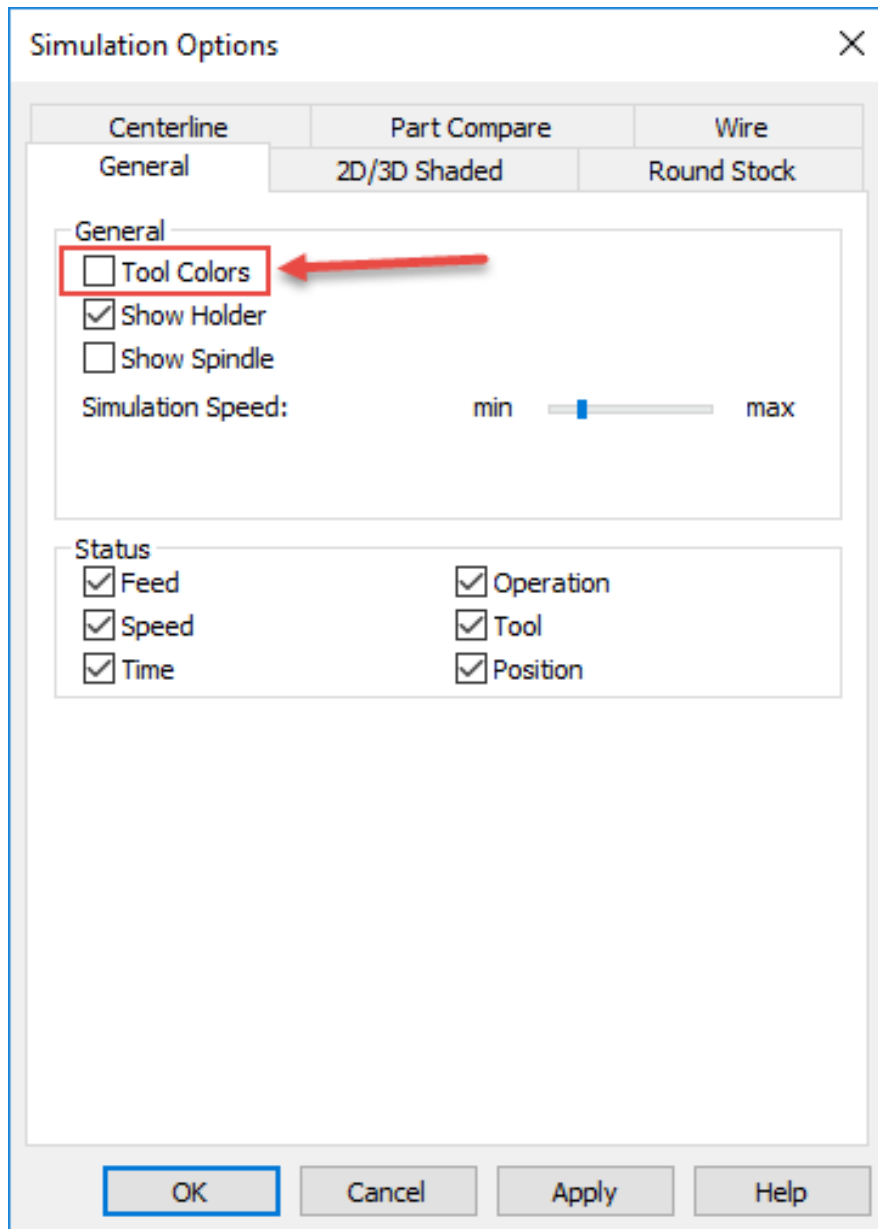 Simulation Options
Centerline Part Compare Wire
General 2D/3D Shaded Round Stock
General
Tool Colors
Show Holder
Show Spindle
Simulation Speed: min max
Status
Feed Operation
Speed Tool
Time Position
OK Cancel Apply Help